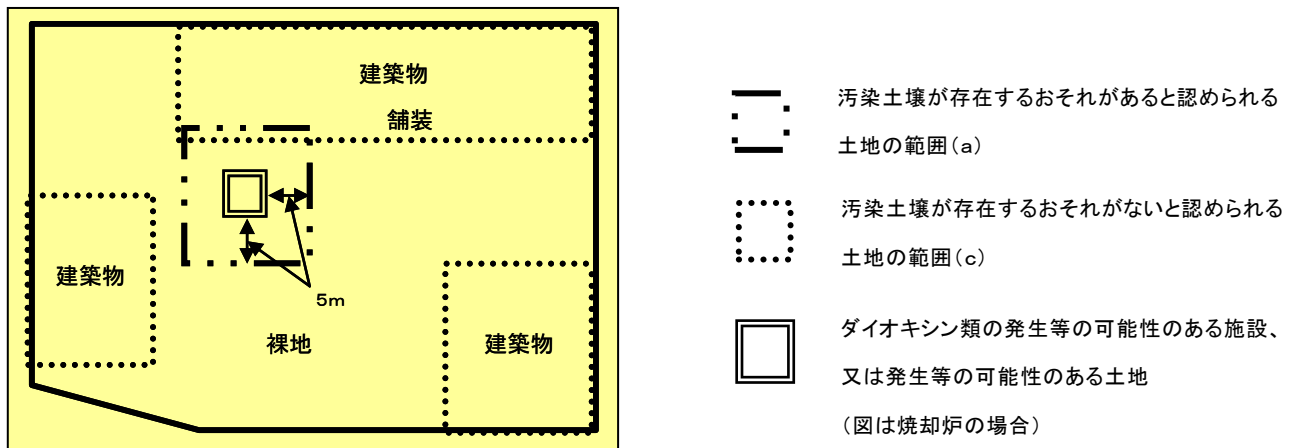 建築物
舗装
建築物
5m
裸地
建築物
汚染土壌が存在するおそれがあると認められる
土地の範囲(a)
汚染土壌が存在するおそれがないと認められる
土地の範囲(c)
ダイオキシン類の発生等の可能性のある施設、
又は発生等の可能性のある土地
(図は焼却炉の場合)